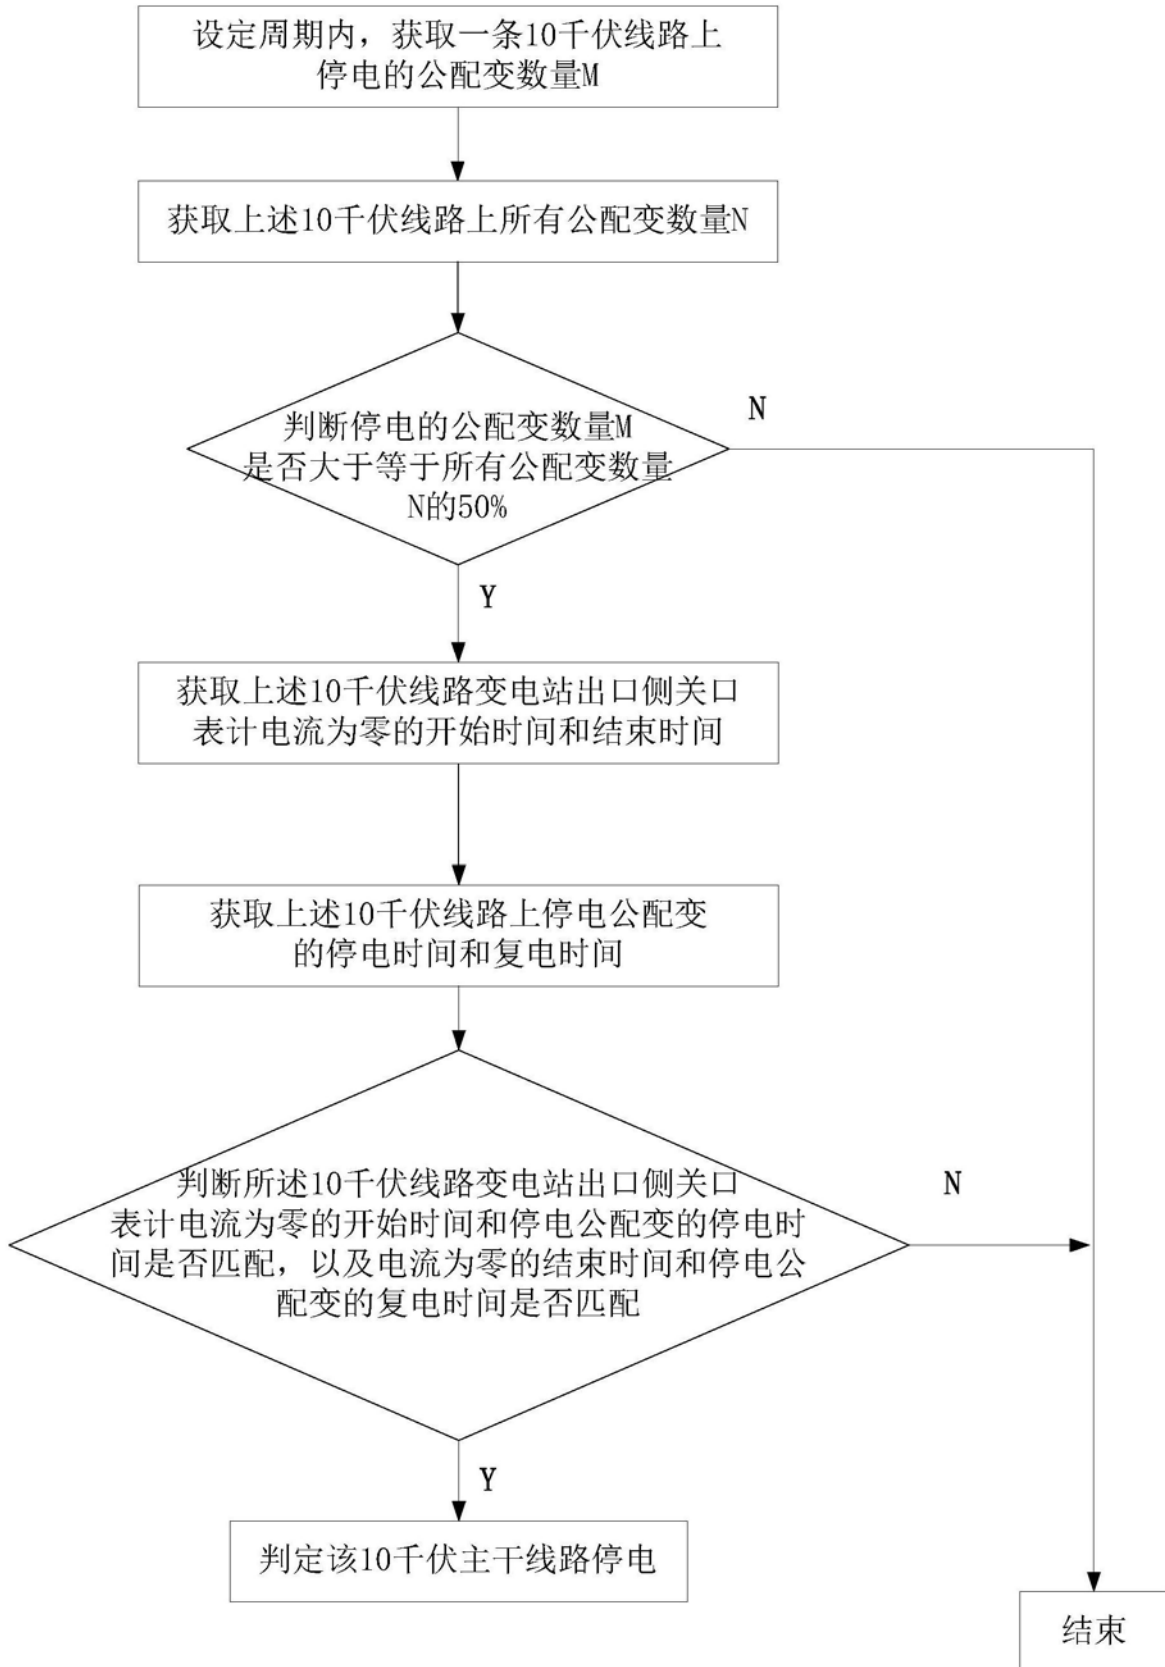 设定周期内，获取一条10千伏线路上
停电的公配变数量M
获取上述10千伏线路上所有公配变数量N
判断停电的公配变数量M
是否大于等于所有公配变数量
N的50%
N
Y
获取上述10千伏线路变电站出口侧关口
表计电流为零的开始时间和结束时间
获取上述10千伏线路上停电公配变
的停电时间和复电时间
判断所述10千伏线路变电站出口侧关口
表计电流为零的开始时间和停电公配变的停电时
间是否匹配，以及电流为零的结束时间和停电公
配变的复电时间是否匹配
N
Y
判定该10千伏主干线路停电
结束